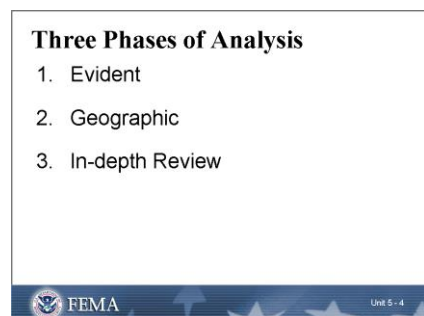 Three Phases of Analysis
1. Evident
2. Geographic
3. In-depth Review
FEMA
Unit 5 - 4